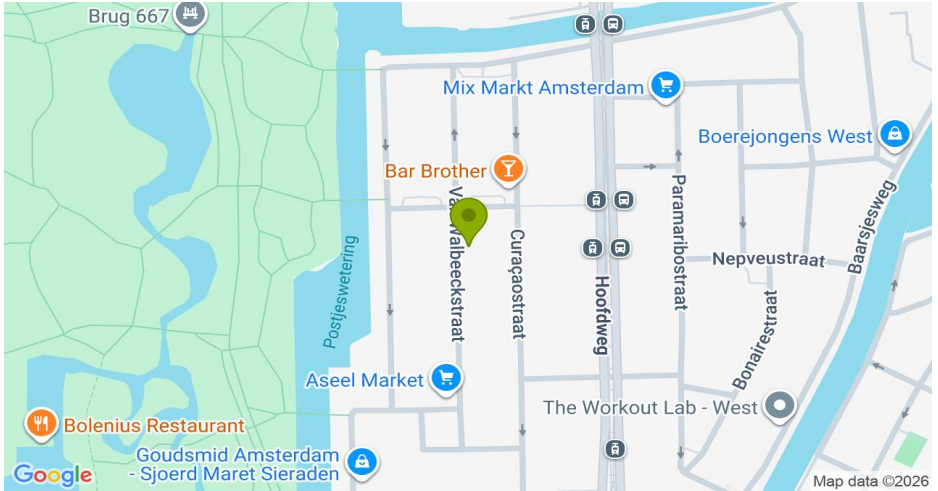 Brug 667
Mix Markt Amsterdam
Boerejongens West
Bar Brother
Walbeeckstraat
Curaçaostraat
Hoofdweg
Paramaribostraat
Nepveustraat
Baarsjesweg
Bonairestraat
Postjeswetering
Aseel Market
The Workout Lab - West
Bolenius Restaurant
Goudsmid Amsterdam
- Sjoerd Maret Sieraden
Google
Map data ©2026